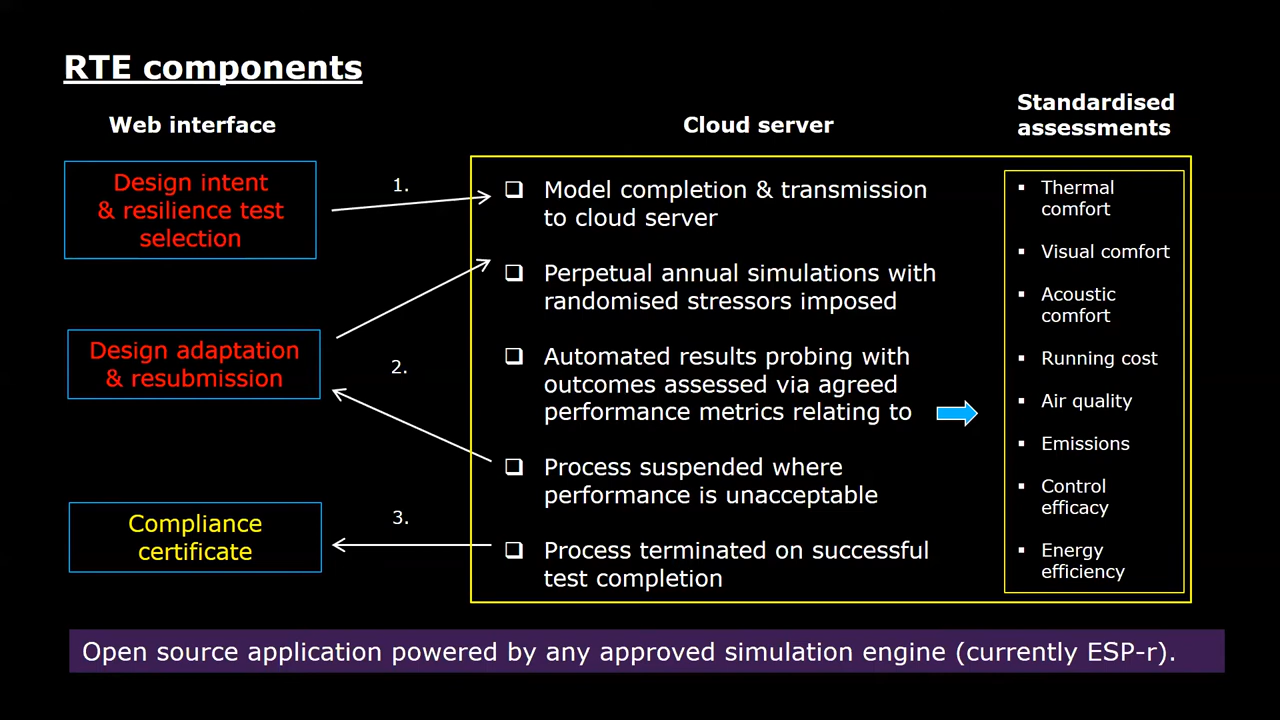 RTE components
Web interface
Design intent
& resilience test
selection
Design adaptation
& resubmission
Compliance
certificate
1.
2.
3.
Cloud server
Model completion & transmission
to cloud server
Perpetual annual simulations with
randomised stressors imposed
Automated results probing with
outcomes assessed via agreed
performance metrics relating to
Process suspended where
performance is unacceptable
Process terminated on successful
test completion
Standardised
assessments
Thermal
comfort
Visual comfort
Acoustic
comfort
Running cost
Air quality
Emissions
Control
efficacy
Energy
efficiency
Open source application powered by any approved simulation engine (currently ESP-r).